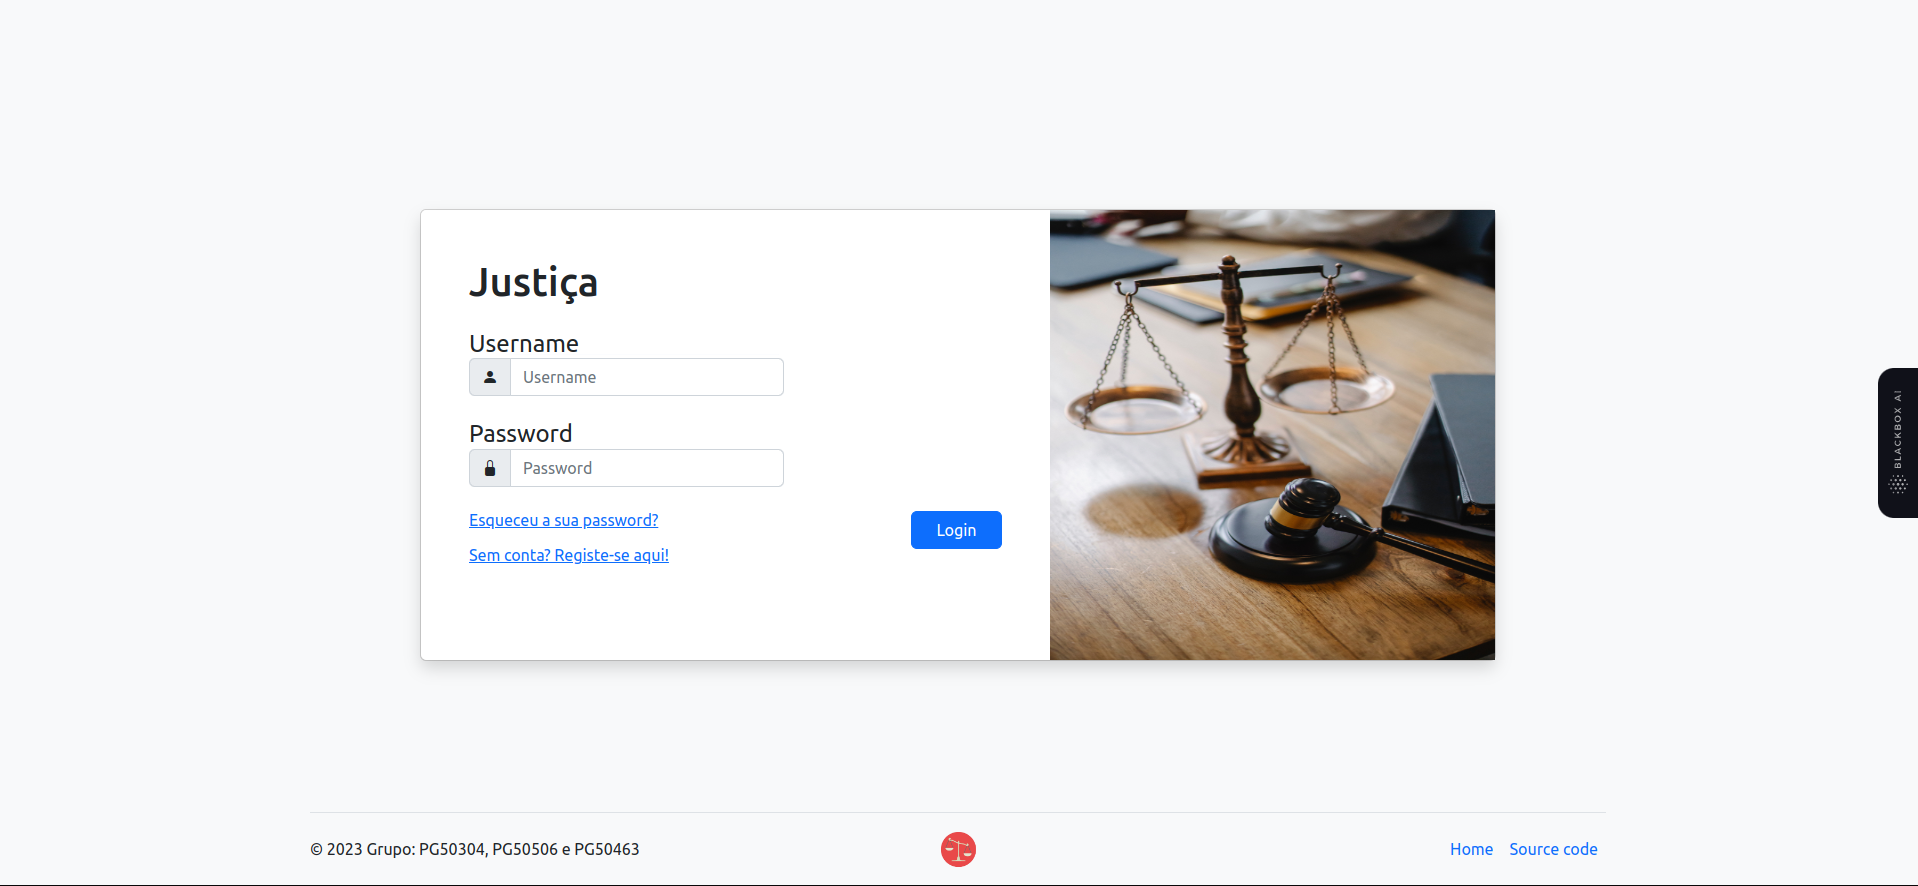 Justiça
Username
Username
Password
Password
Esqueceu a sua password?
Login
Sem conta? Registe-se aqui!
BLACKBOX AI
© 2023 Grupo: PG50304, PG50506 e PG50463
Home
Source code